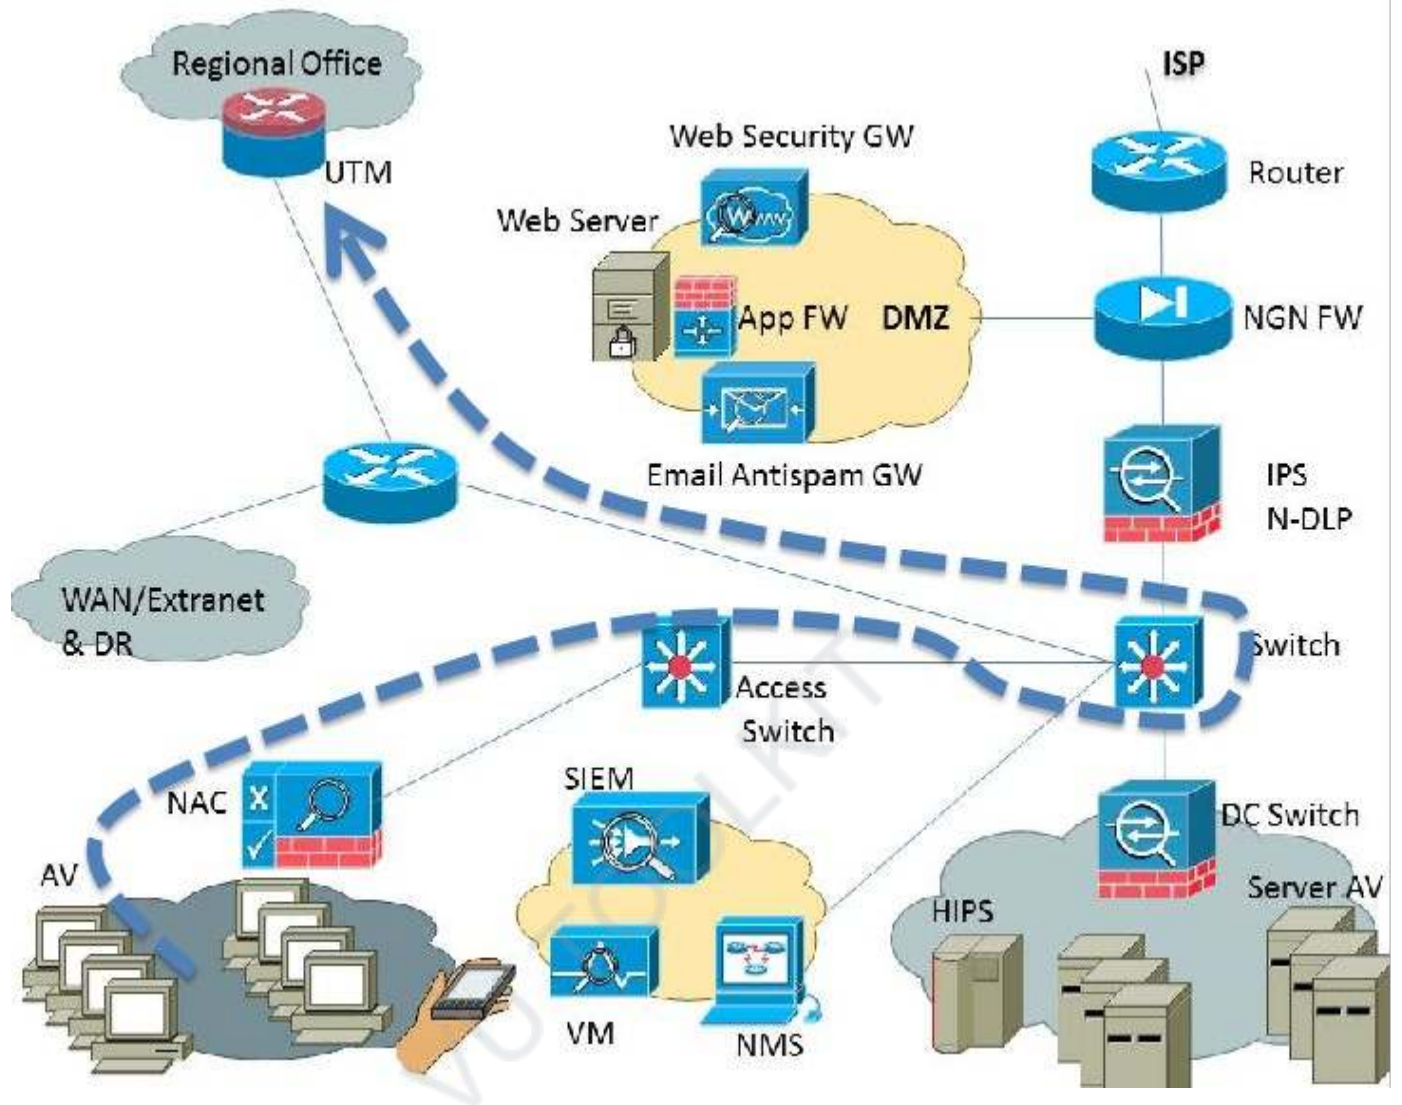 Regional Office
UTM
ISP
Router
Web Security GW
Web Server
App FW
DMZ
NGN FW
Email Antispam GW
IPS
N-DLP
WAN/Extranet
& DR
Switch
Access
Switch
NAC
X
SIEM
DC Switch
AV
Server AV
HIPS
VM
NMS
W
VUTOOLKIT